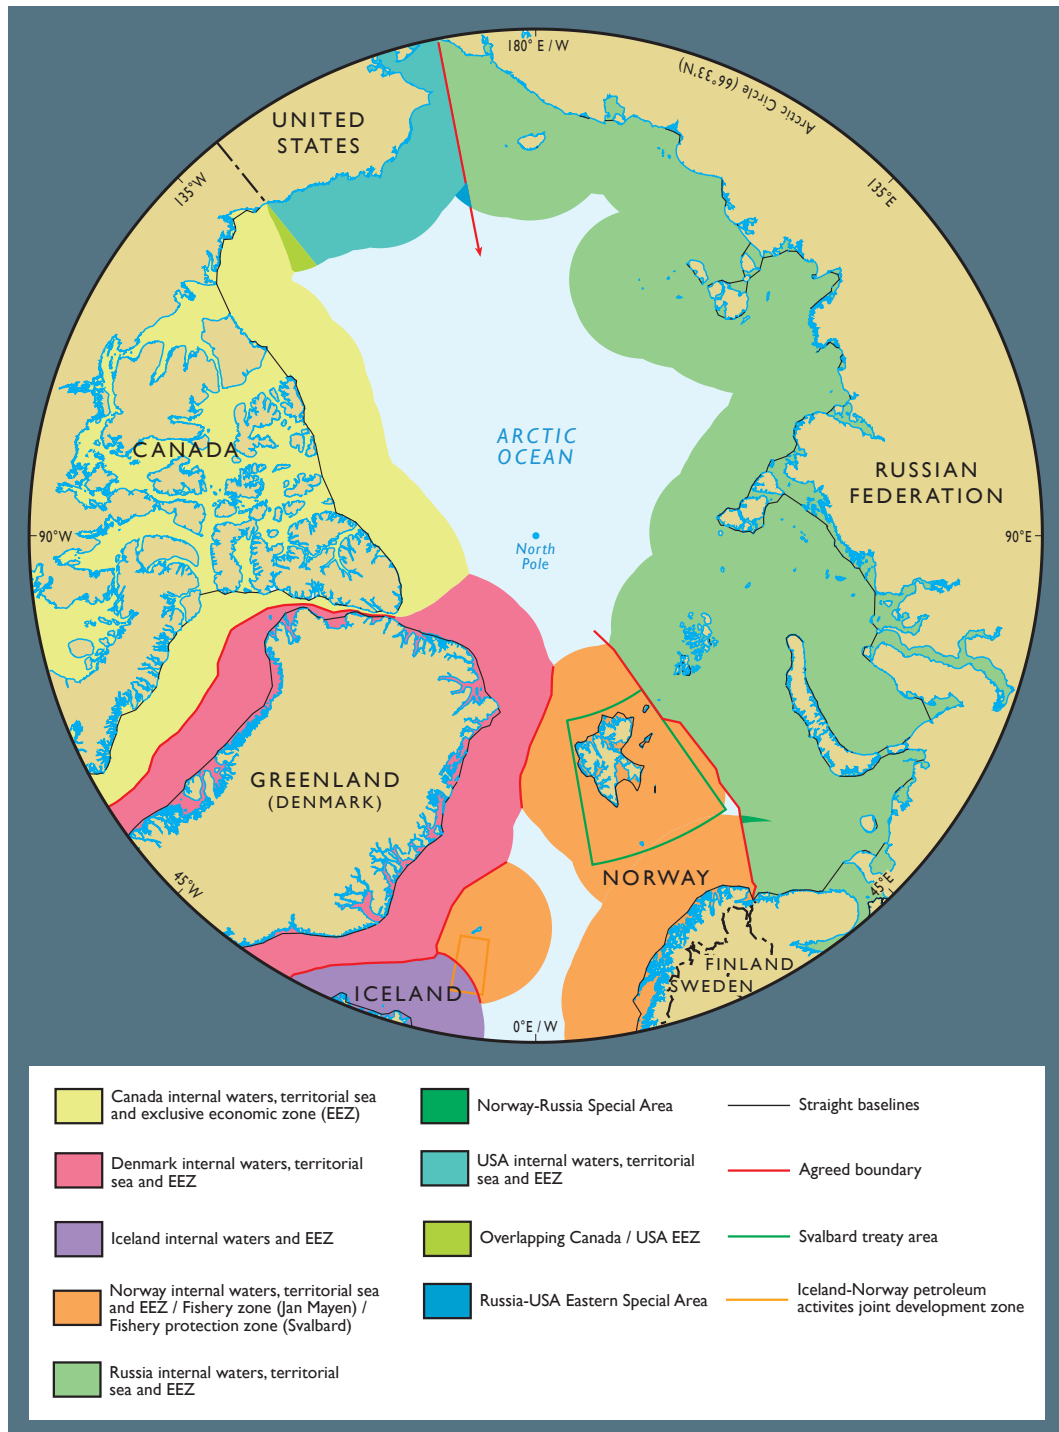 180° E / W
Arctic Circle (66°33'N)
UNITED
STATES
135°W
135°E
ARCTIC
OCEAN
CANADA
RUSSIAN
FEDERATION
90°W
North
Pole
90°E
GREENLAND
(DENMARK)
NORWAY
45°W
45°E
FINLAND
SWEDEN
ICELAND
0°E / W
Canada internal waters, territorial sea
and exclusive economic zone (EEZ)
Denmark internal waters, territorial
sea and EEZ
Iceland internal waters and EEZ
Norway internal waters, territorial sea
and EEZ / Fishery zone (Jan Mayen) /
Fishery protection zone (Svalbard)
Russia internal waters, territorial
sea and EEZ
Norway-Russia Special Area
USA internal waters, territorial
sea and EEZ
Overlapping Canada / USA EEZ
Russia-USA Eastern Special Area
Straight baselines
Agreed boundary
Svalbard treaty area
Iceland-Norway petroleum
activites joint development zone